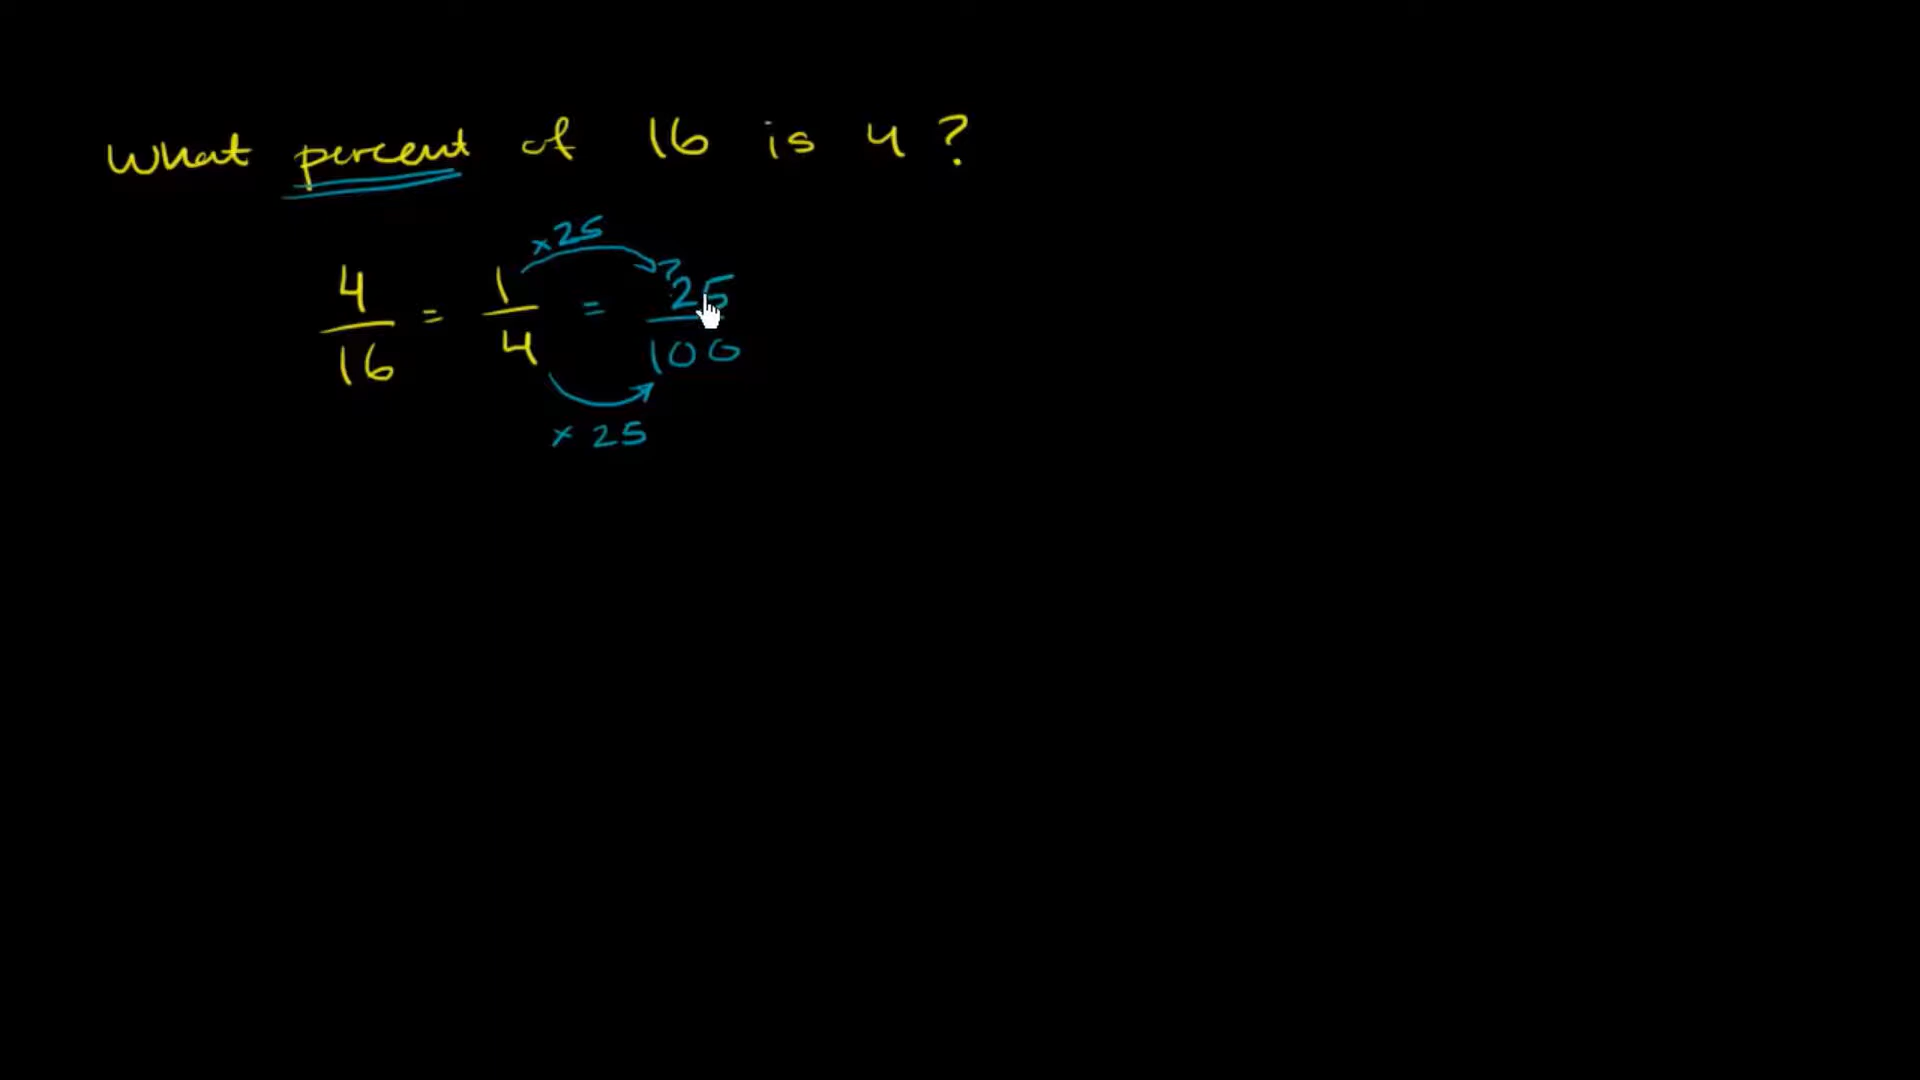 What percent of 16 is 4?
×25
4/16 = 1/4 = ?25/100
× 25